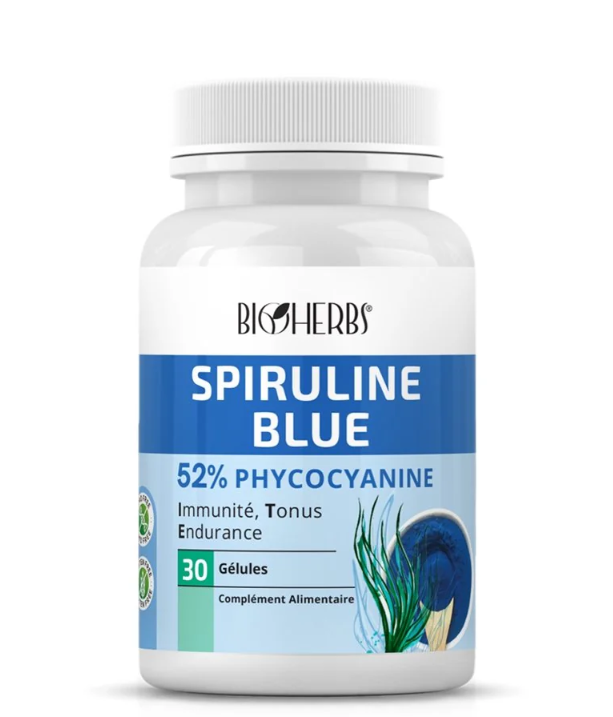 BIOHERBS®
SPIRULINE
BLUE
52% PHYCOCYANINE
Immunité, Tonus
Endurance
30 Gélules
Complément Alimentaire